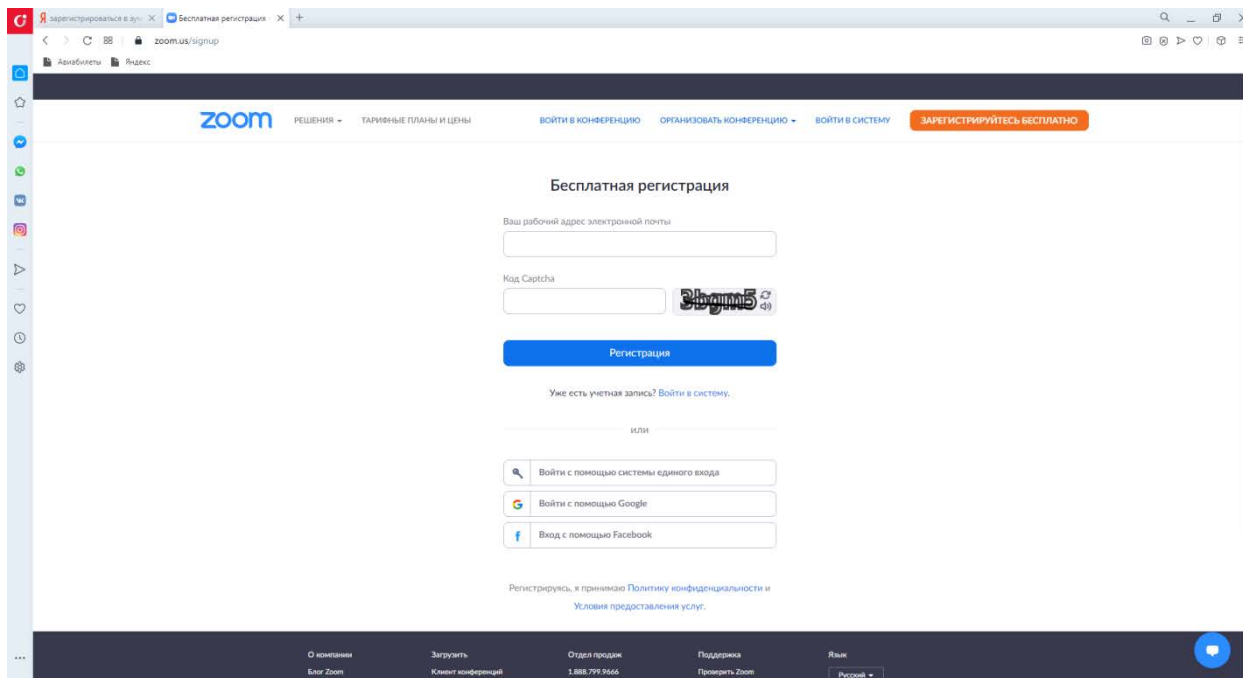 зарегистрироваться в зу
Бесплатная регистрация
zoom.us/signup
Авиабилеты Яндекс
zoom РЕШЕНИЯ ТАРИФНЫЕ ПЛАНЫ И ЦЕНЫ ВОЙТИ В КОНФЕРЕНЦИЮ ОРГАНИЗОВАТЬ КОНФЕРЕНЦИЮ ВОЙТИ В СИСТЕМУ ЗАРЕГИСТРИРУЙТЕСЬ БЕСПЛАТНО
Бесплатная регистрация
Ваш рабочий адрес электронной почты
Код Captcha
3bgm5
Регистрация
Уже есть учетная запись? Войти в систему.
или
Войти с помощью системы единого входа
Войти с помощью Google
Вход с помощью Facebook
Регистрируясь, я принимаю Политику конфиденциальности и
Условия предоставления услуг.
О компании Загрузить Отдел продаж Поддержка Язык
Блог Zoom Клиент конференций 1.888.799.9666 Проверить Zoom Русский